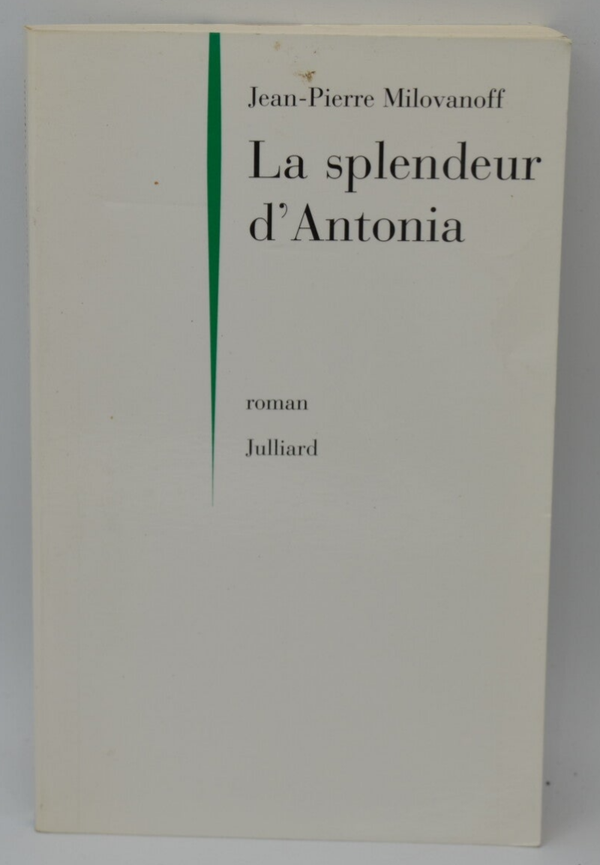 Jean-Pierre Milovanoff
La splendeur
d'Antonia
roman
Julliard